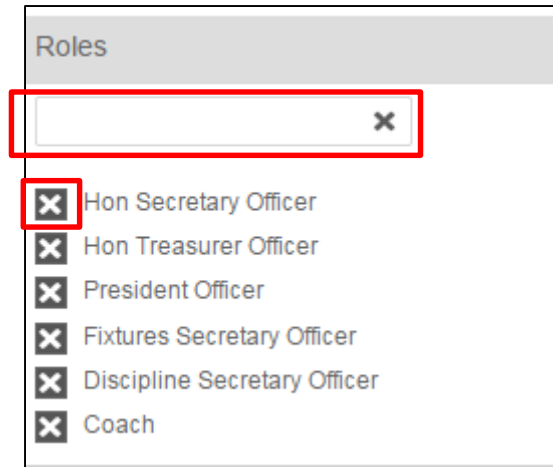 Roles
Hon Secretary Officer
Hon Treasurer Officer
President Officer
Fixtures Secretary Officer
Discipline Secretary Officer
Coach